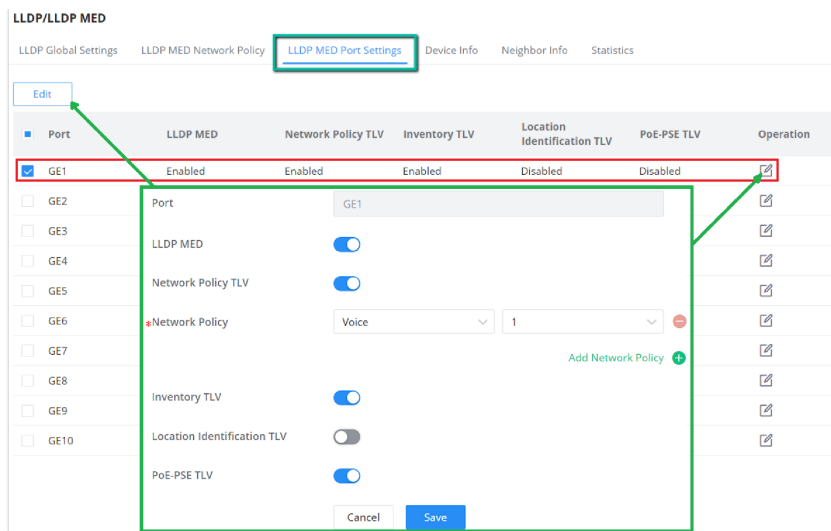 LLDP/LLDP MED
LLDP Global Settings LLDP MED Network Policy LLDP MED Port Settings Device Info Neighbor Info Statistics
Edit
Port LLDP MED Network Policy TLV Inventory TLV Location Identification TLV PoE-PSE TLV Operation
GE1 Enabled Enabled Enabled Disabled Disabled
GE2
GE3
GE4
GE5
GE6
GE7
GE8
GE9
GE10
Port GE1
LLDP MED
Network Policy TLV
*Network Policy Voice 1
Add Network Policy
Inventory TLV
Location Identification TLV
PoE-PSE TLV
Cancel Save